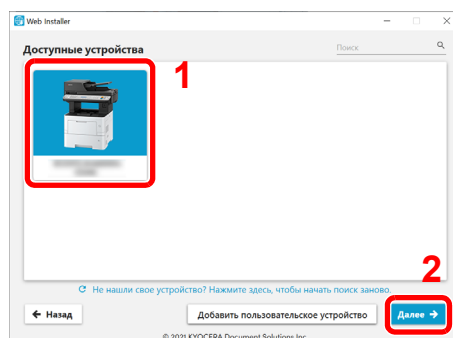 Web Installer
Доступные устройства
Поиск
1
2
Не нашли свое устройство? Нажмите здесь, чтобы начать поиск заново.
← Назад
Добавить пользовательское устройство
Далее →
© 2021 KYOCERA Document Solutions Inc.